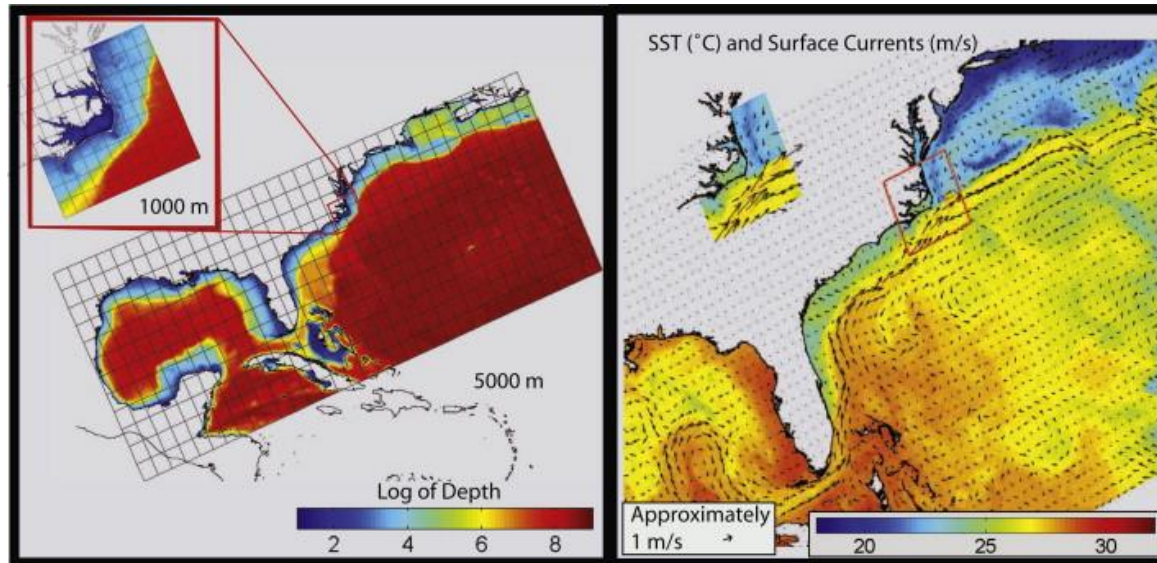 1000 m
5000 m
Log of Depth
2 4 6 8
SST (˚C) and Surface Currents (m/s)
Approximately
1 m/s
20 25 30